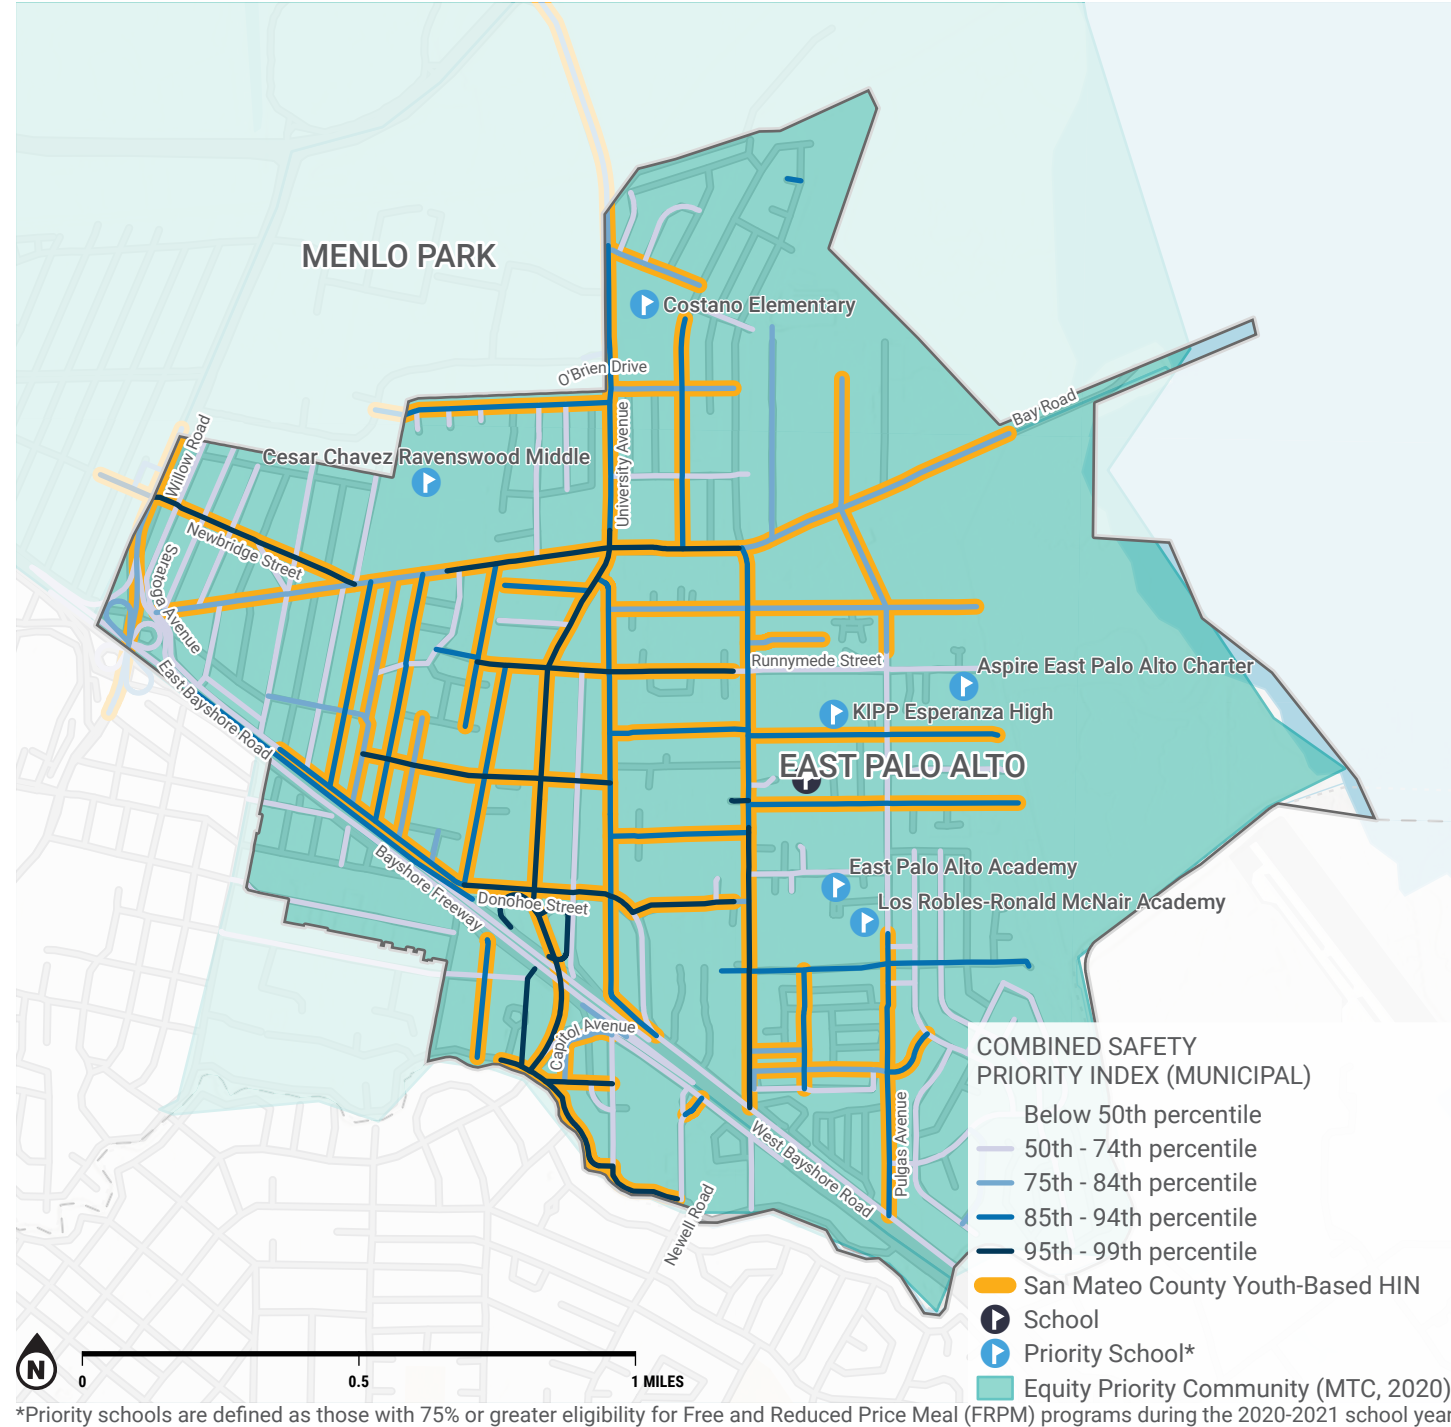 MENLO PARK
Costano Elementary
O'Brien Drive
University Avenue
Bay Road
Willow Road
Cesar Chavez Ravenswood Middle
Newbridge Street
Saratoga Avenue
East Bayshore Road
Runnymede Street
Aspire East Palo Alto Charter
KIPP Esperanza High
EAST PALO ALTO
East Palo Alto Academy
Los Robles-Ronald McNair Academy
Bayshore Freeway
Donohoe Street
Capitol Avenue
West Bayshore Road
Pulgas Avenue
Newell Road
COMBINED SAFETY
PRIORITY INDEX (MUNICIPAL)
Below 50th percentile
50th - 74th percentile
75th - 84th percentile
85th - 94th percentile
95th - 99th percentile
San Mateo County Youth-Based HIN
School
Priority School*
Equity Priority Community (MTC, 2020)
N
0 0.5 1 MILES
*Priority schools are defined as those with 75% or greater eligibility for Free and Reduced Price Meal (FRPM) programs during the 2020-2021 school year